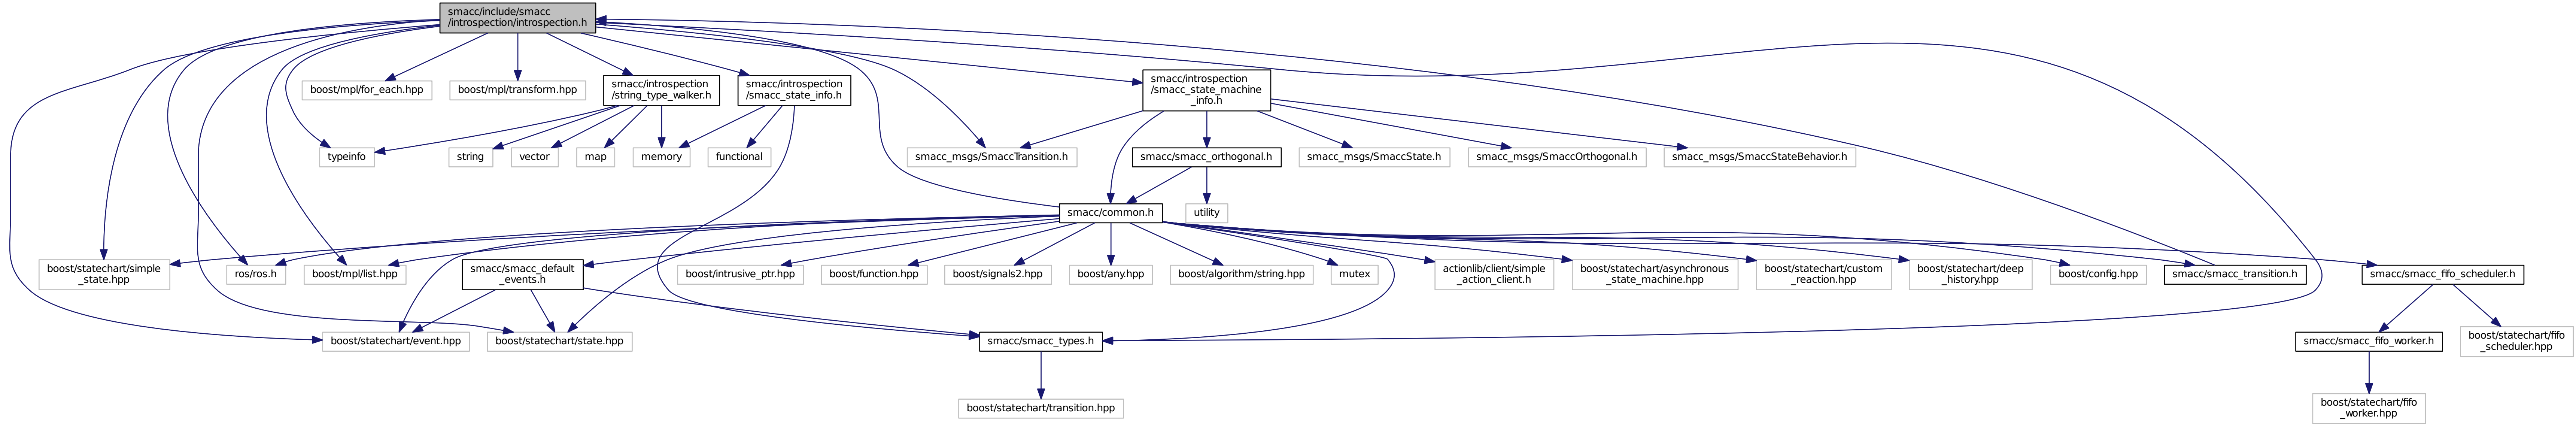 smacc/include/smacc
/introspection/introspection.h
boost/mpl/for_each.hpp
boost/mpl/transform.hpp
smacc/introspection
/string_type_walker.h
smacc/introspection
/smacc_state_info.h
smacc/introspection
/smacc_state_machine
_info.h
typeinfo
string
vector
map
memory
functional
smacc_msgs/SmaccTransition.h
smacc/smacc_orthogonal.h
smacc_msgs/SmaccState.h
smacc_msgs/SmaccOrthogonal.h
smacc_msgs/SmaccStateBehavior.h
smacc/common.h
utility
boost/statechart/simple
_state.hpp
ros/ros.h
boost/mpl/list.hpp
smacc/smacc_default
_events.h
boost/intrusive_ptr.hpp
boost/function.hpp
boost/signals2.hpp
boost/any.hpp
boost/algorithm/string.hpp
mutex
actionlib/client/simple
_action_client.h
boost/statechart/asynchronous
_state_machine.hpp
boost/statechart/custom
_reaction.hpp
boost/statechart/deep
_history.hpp
boost/config.hpp
smacc/smacc_transition.h
smacc/smacc_fifo_scheduler.h
boost/statechart/event.hpp
boost/statechart/state.hpp
smacc/smacc_types.h
smacc/smacc_fifo_worker.h
boost/statechart/fifo
_scheduler.hpp
boost/statechart/transition.hpp
boost/statechart/fifo
_worker.hpp